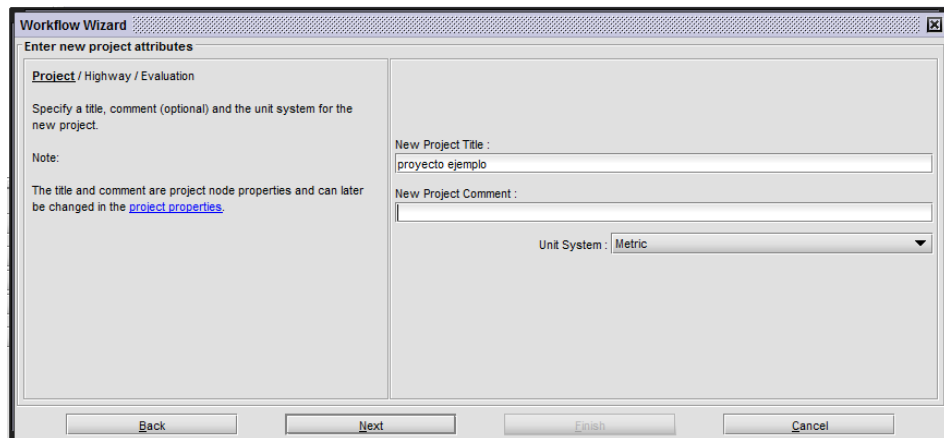 Workflow Wizard
Enter new project attributes
Project / Highway / Evaluation
Specify a title, comment (optional) and the unit system for the
new project.
Note:
The title and comment are project node properties and can later
be changed in the project properties.
New Project Title :
proyecto ejemplo
New Project Comment :
Unit System : Metric
Back Next Finish Cancel